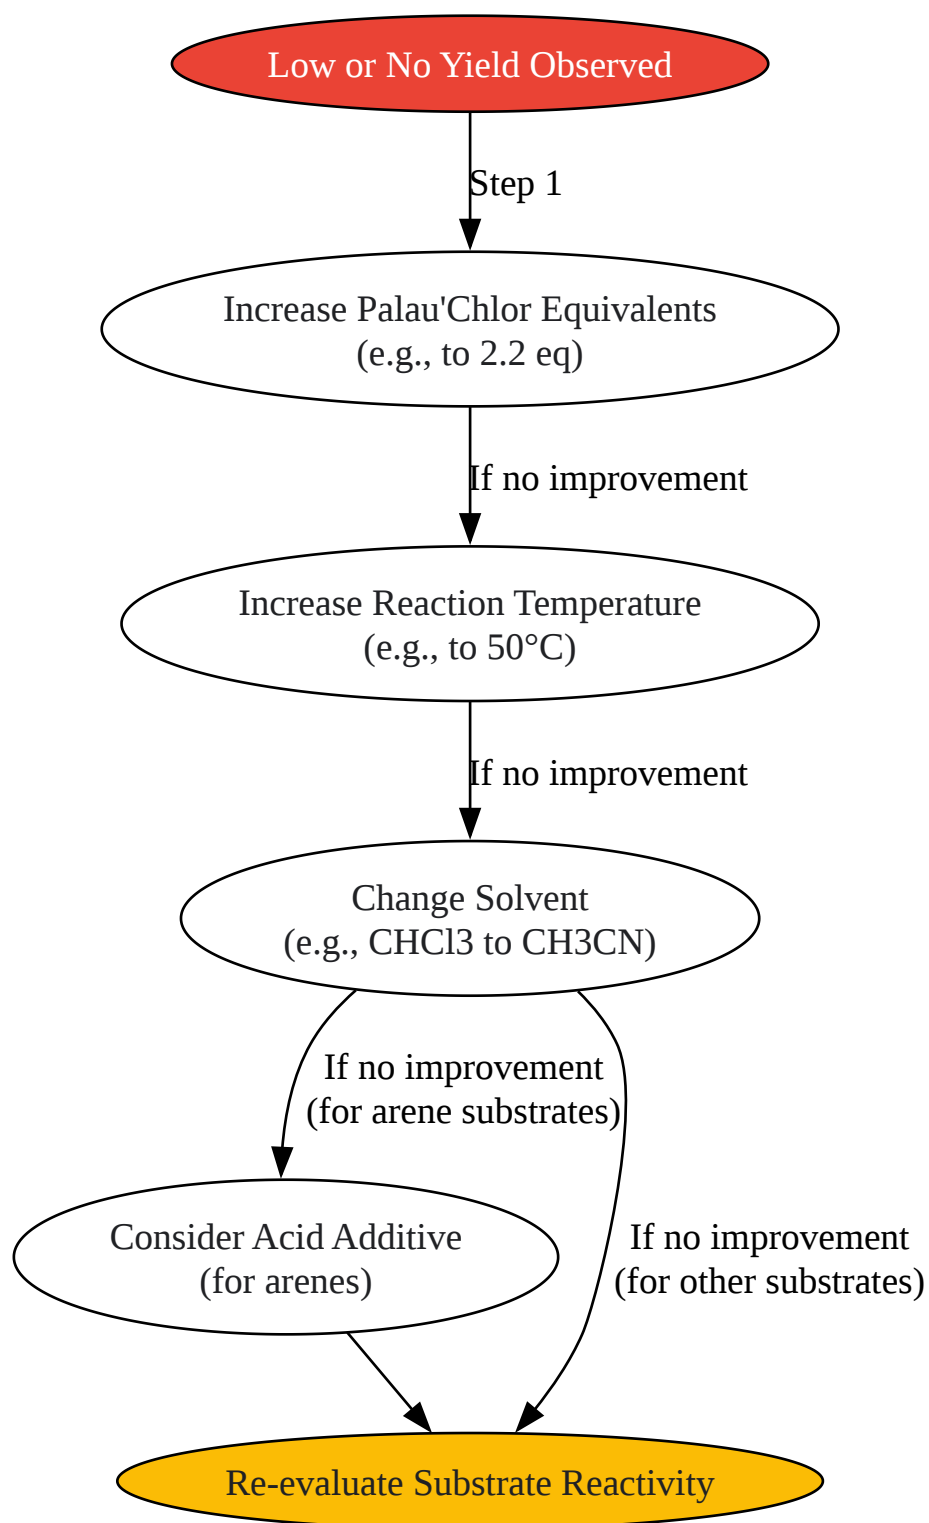 Low or No Yield Observed
Step 1
Increase Palau'Chlor Equivalents
(e.g., to 2.2 eq)
If no improvement
Increase Reaction Temperature
(e.g., to 50°C)
If no improvement
Change Solvent
(e.g., CHCl3 to CH3CN)
If no improvement
(for arene substrates)
Consider Acid Additive
(for arenes)
If no improvement
(for other substrates)
Re-evaluate Substrate Reactivity